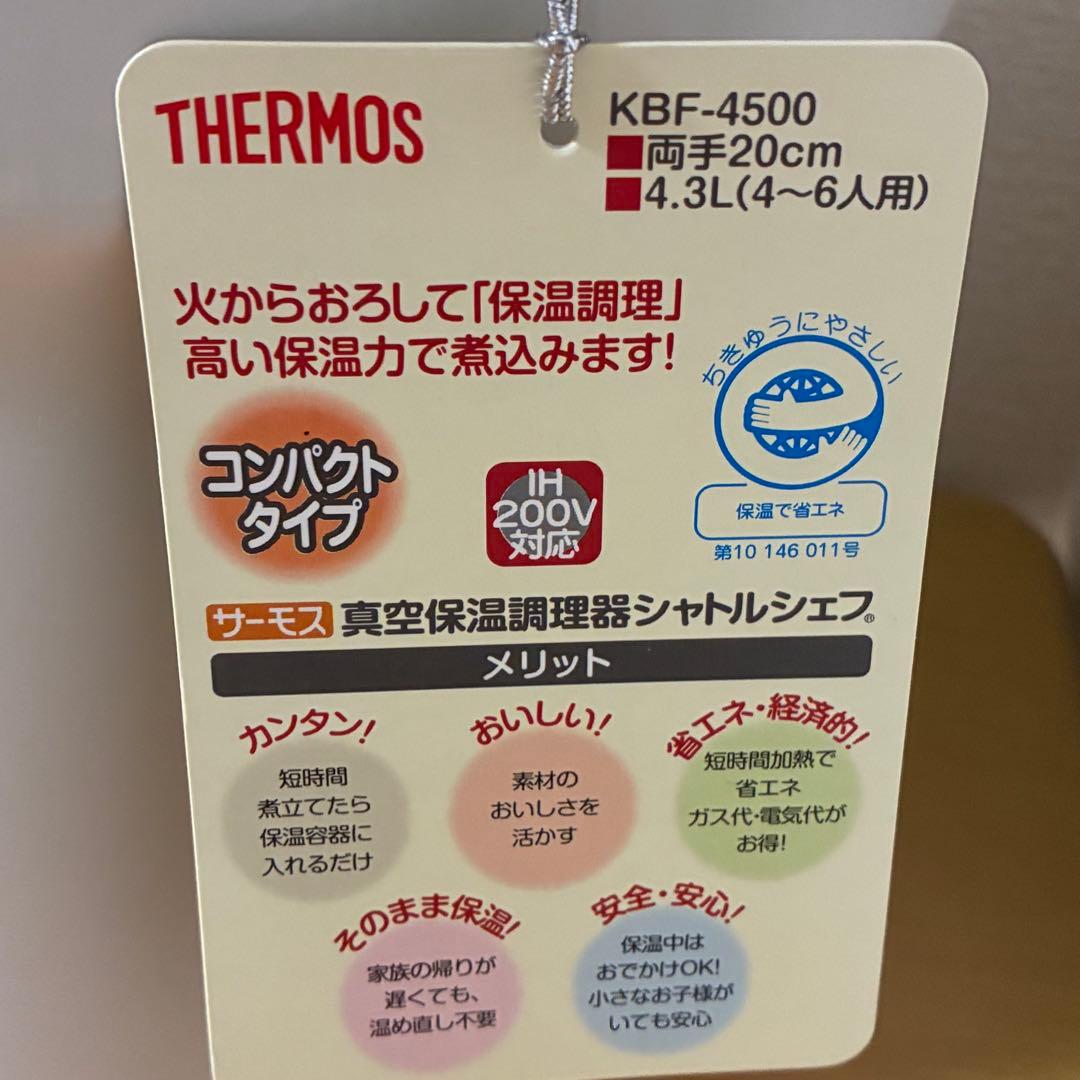 THERMOS
KBF-4500
■両手20cm
■4.3L(4〜6人用)
火からおろして「保温調理」
高い保温力で煮込みます!
コンパクト
タイプ
IH
200V
対応
ちきゅうにやさしい
保温で省エネ
第10 146 011号
サーモス 真空保温調理器シャトルシェフ®
メリット
カンタン!
短時間
煮立てたら
保温容器に
入れるだけ
おいしい!
素材の
おいしさを
活かす
省エネ・経済的!
短時間加熱で
省エネ
ガス代・電気代が
お得!
そのまま保温!
家族の帰りが
遅くても、
温め直し不要
安全・安心!
保温中は
おでかけOK!
小さなお子様が
いても安心